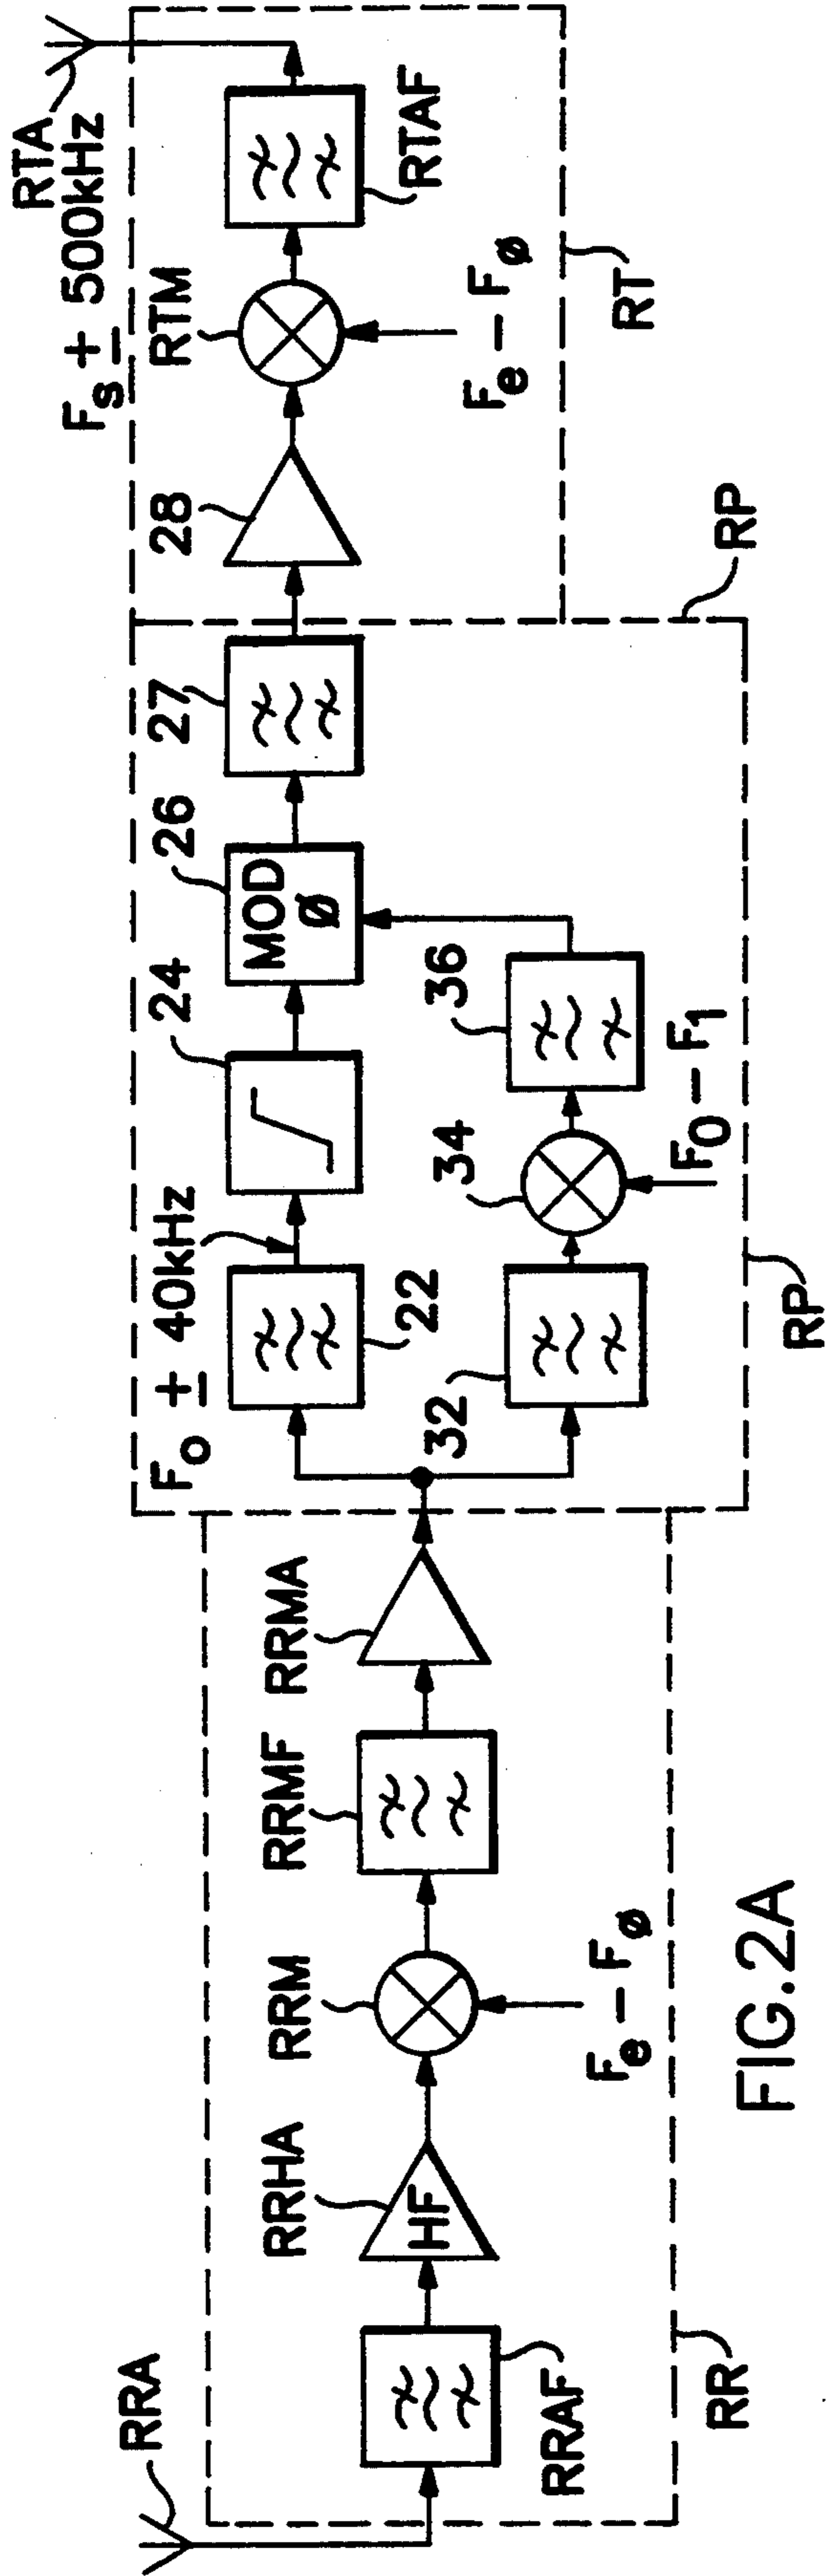 RRA
RRAF
RRHA
HF
RRM
Fe – Fø
RRMF
RRMA
RR
Fo ± 40kHz
22
24
26
MOD
ø
27
32
34
FO – F1
36
RP
RP
28
RTM
Fe – Fø
Fs ± 500kHz
RTA
RTAF
RT
FIG.2A